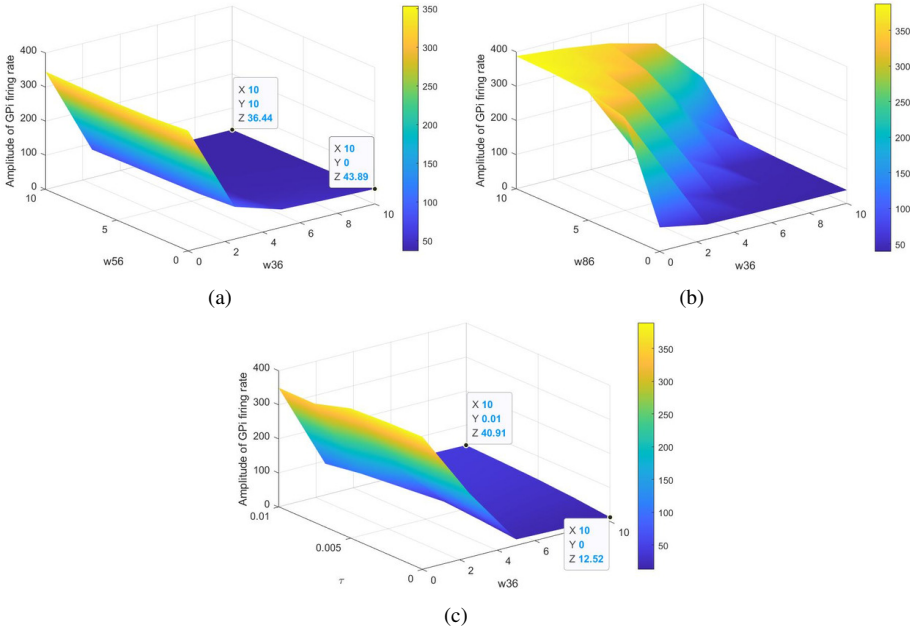 350
300
250
200
150
100
50
400
300
200
100
0
Amplitude of GPi firing rate
10
5
0
w56
0
2
4
6
8
10
w36
X 10
Y 10
Z 36.44
X 10
Y 0
Z 43.89
(a)
350
300
250
200
150
100
50
400
300
200
100
0
Amplitude of GPi firing rate
10
5
0
w86
0
2
4
6
8
10
w36
(b)
350
300
250
200
150
100
50
400
300
200
100
0
Amplitude of GPi firing rate
0.01
0.005
0
τ
0
2
4
6
8
10
w36
X 10
Y 0.01
Z 40.91
X 10
Y 0
Z 12.52
(c)